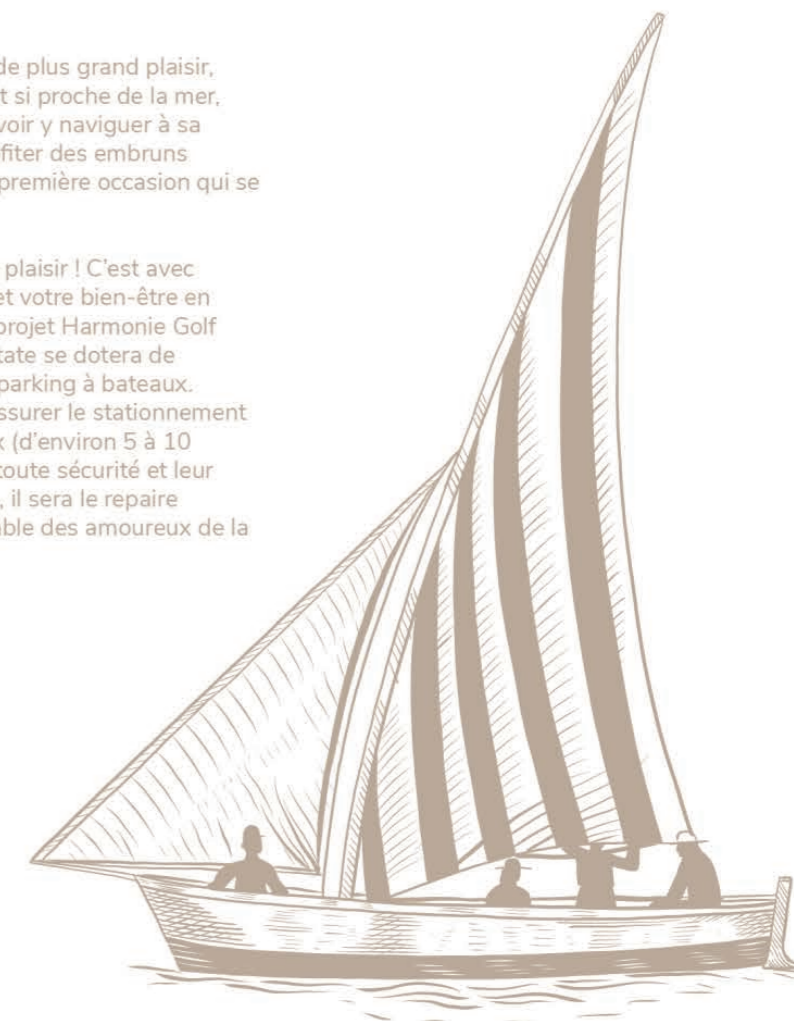 de plus grand plaisir,
t si proche de la mer,
voir y naviguer à sa
fiter des embruns
première occasion qui se
plaisir ! C'est avec
et votre bien-être en
projet Harmonie Golf
tate se dotera de
parking à bateaux.
ssurer le stationnement
x (d'environ 5 à 10
toute sécurité et leur
, il sera le repaire
able des amoureux de la